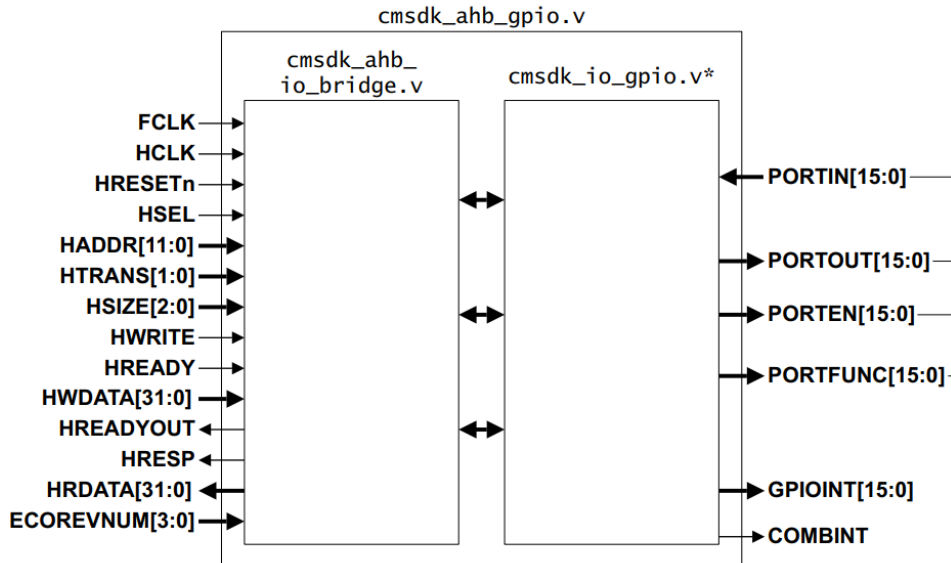 cmsdk_ahb_gpio.v
cmsdk_ahb_
io_bridge.v
cmsdk_io_gpio.v*
FCLK
HCLK
HRESETn
HSEL
HADDR[11:0]
HTRANS[1:0]
HSIZE[2:0]
HWRITE
HREADY
HWDATA[31:0]
HREADYOUT
HRESP
HRDATA[31:0]
ECOREVNUM[3:0]
PORTIN[15:0]
PORTOUT[15:0]
PORTEN[15:0]
PORTFUNC[15:0]
GPIOINT[15:0]
COMBINT